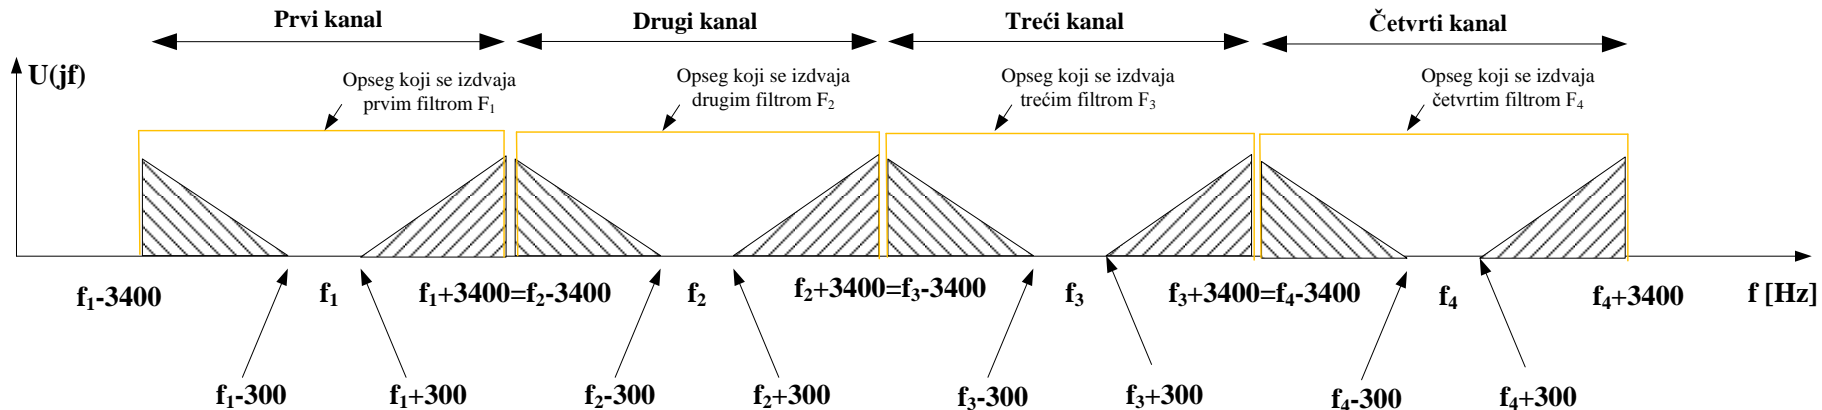 Prvi kanal
Drugi kanal
Treći kanal
Četvrti kanal
U(jf)
Opseg koji se izdvaja
prvim filtrom F₁
Opseg koji se izdvaja
drugim filtrom F₂
Opseg koji se izdvaja
trećim filtrom F₃
Opseg koji se izdvaja
četvrtim filtrom F₄
f₁-3400
f₁
f₁+3400=f₂-3400
f₂
f₂+3400=f₃-3400
f₃
f₃+3400=f₄-3400
f₄
f₄+3400
f [Hz]
f₁-300
f₁+300
f₂-300
f₂+300
f₃-300
f₃+300
f₄-300
f₄+300